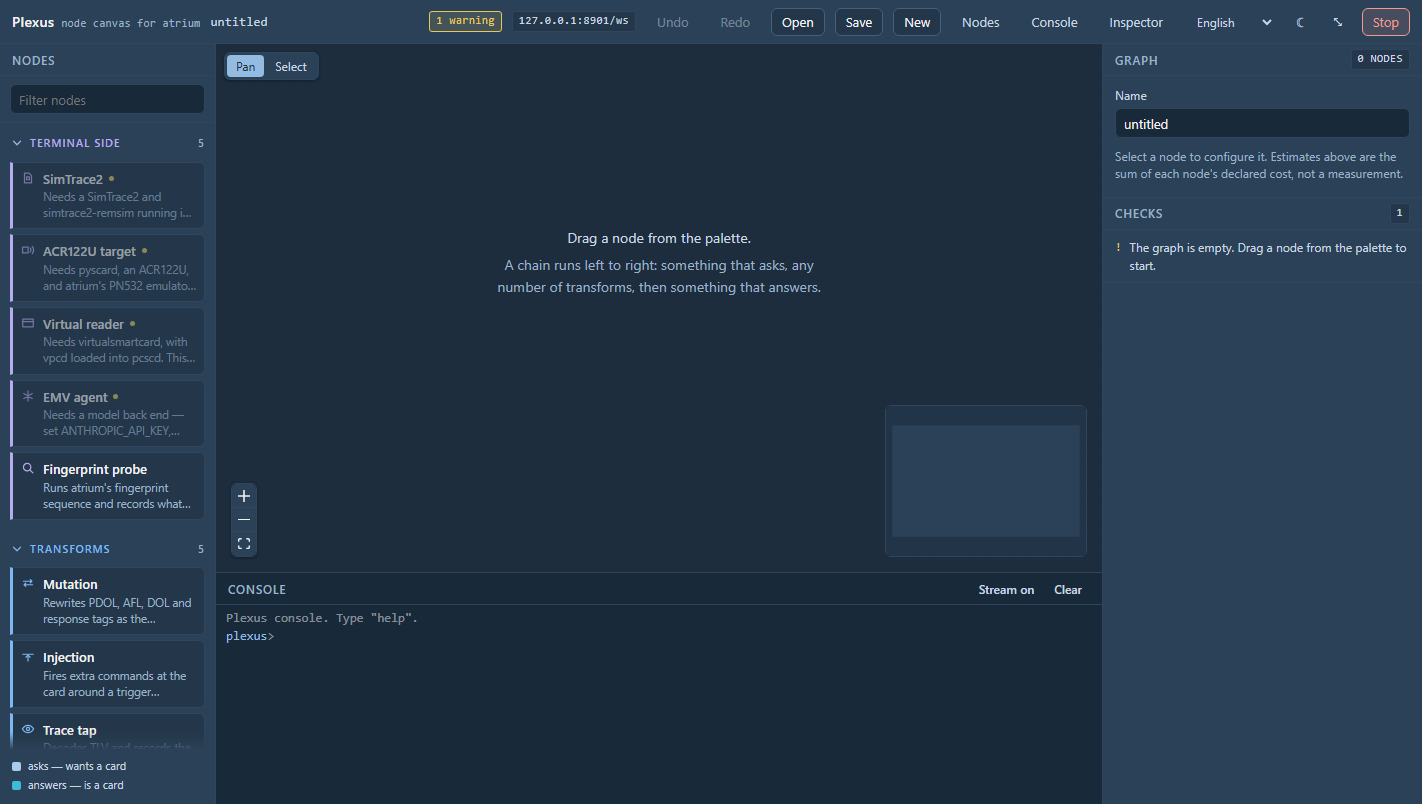 Plexus node canvas for atrium untitled
1 warning 127.0.0.1:8901/ws Undo Redo Open Save New Nodes Console Inspector English Stop
NODES
Filter nodes
TERMINAL SIDE 5
SimTrace2
Needs a SimTrace2 and
simtrace2-remsim running i...
ACR122U target
Needs pyscard, an ACR122U,
and atrium's PN532 emulato...
Virtual reader
Needs virtualsmartcard, with
vpcd loaded into pcscd. This...
EMV agent
Needs a model back end —
set ANTHROPIC_API_KEY,...
Fingerprint probe
Runs atrium's fingerprint
sequence and records what...
TRANSFORMS 5
Mutation
Rewrites PDOL, AFL, DOL and
response tags as the...
Injection
Fires extra commands at the
card around a trigger...
Trace tap
Decodes TLV and records the
asks — wants a card
answers — is a card
Pan Select
Drag a node from the palette.
A chain runs left to right: something that asks, any
number of transforms, then something that answers.
CONSOLE Stream on Clear
Plexus console. Type "help".
plexus>
GRAPH 0 NODES
Name
untitled
Select a node to configure it. Estimates above are the
sum of each node's declared cost, not a measurement.
CHECKS 1
! The graph is empty. Drag a node from the palette to
start.